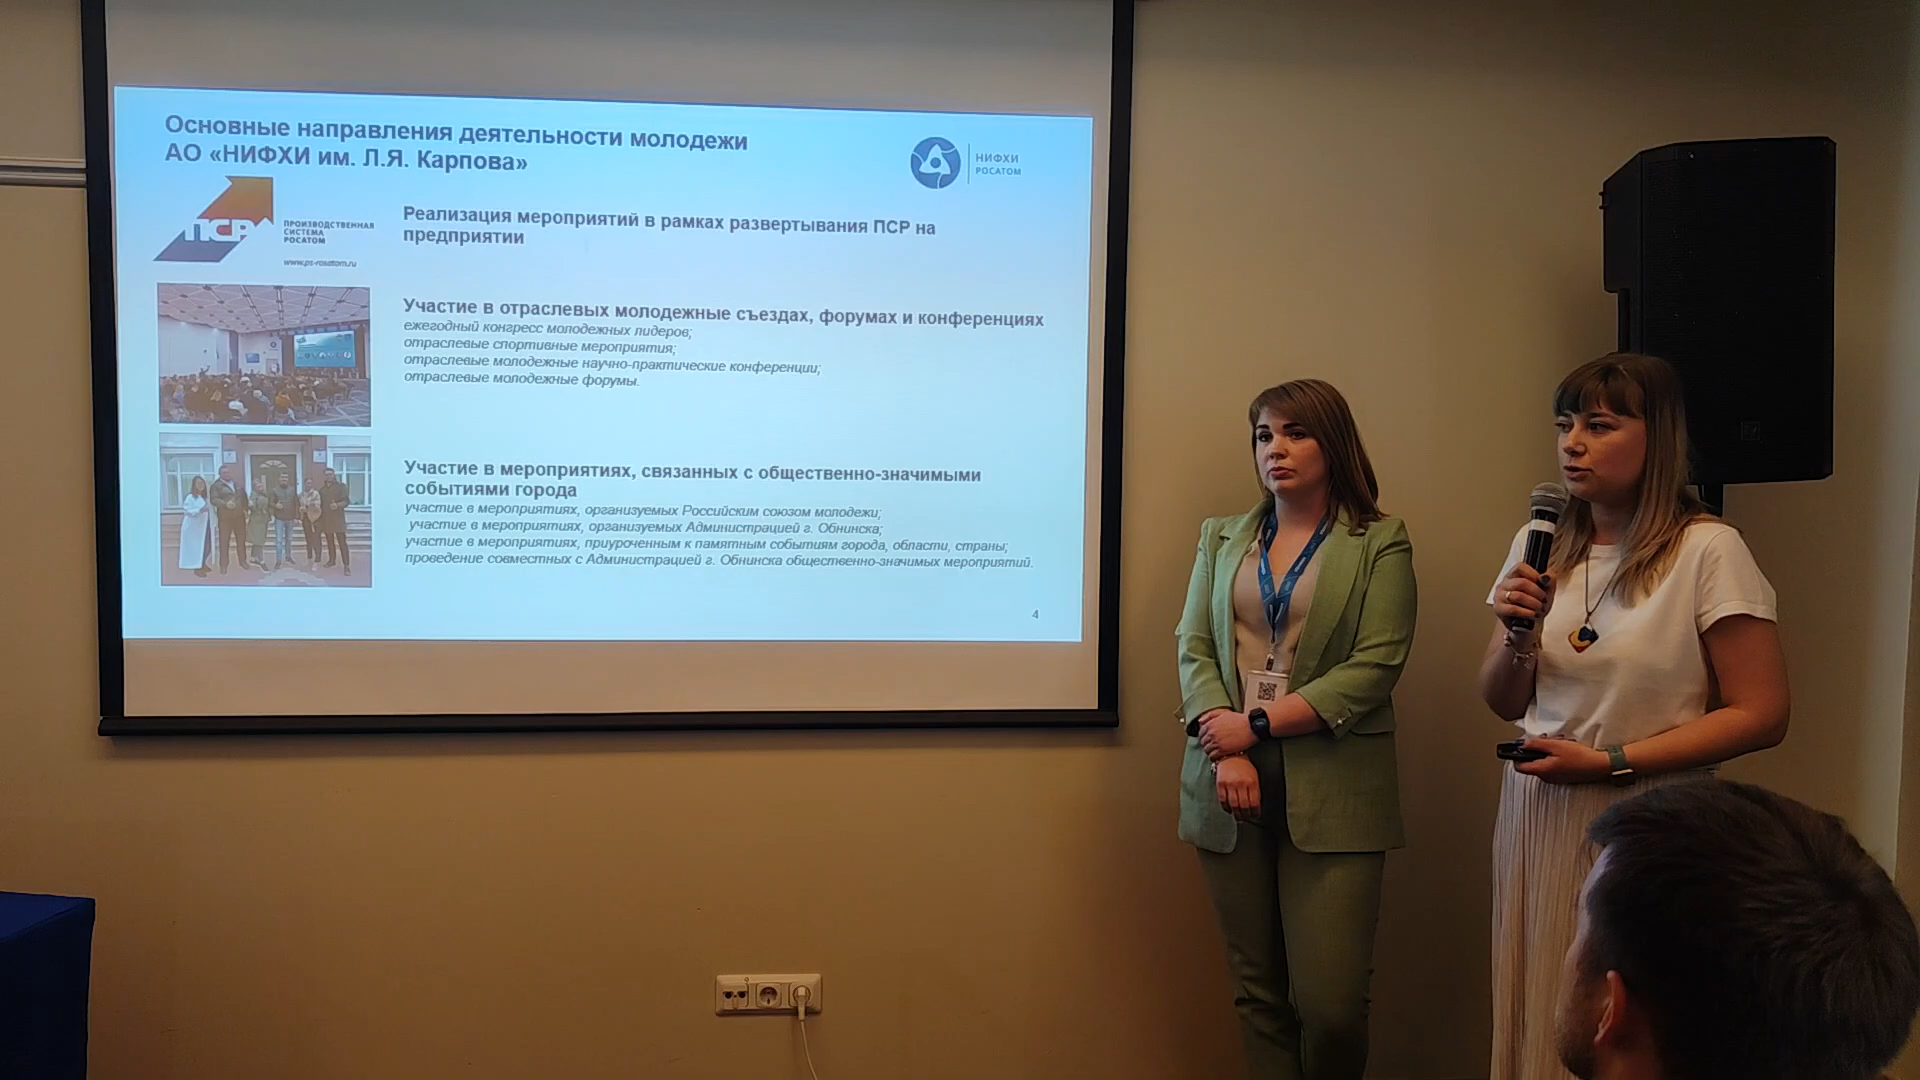 Основные направления деятельности молодежи
АО «НИФХИ им. Л.Я. Карпова»
НИФХИ
РОСАТОМ
ПСР
ПРОИЗВОДСТВЕННАЯ
СИСТЕМА
РОСАТОМ
www.ps-rosatom.ru
Реализация мероприятий в рамках развертывания ПСР на
предприятии
Участие в отраслевых молодежные съездах, форумах и конференциях
ежегодный конгресс молодежных лидеров;
отраслевые спортивные мероприятия;
отраслевые молодежные научно-практические конференции;
отраслевые молодежные форумы.
Участие в мероприятиях, связанных с общественно-значимыми
событиями города
участие в мероприятиях, организуемых Российским союзом молодежи;
участие в мероприятиях, организуемых Администрацией г. Обнинска;
участие в мероприятиях, приуроченным к памятным событиям города, области, страны;
проведение совместных с Администрацией г. Обнинска общественно-значимых мероприятий.
4